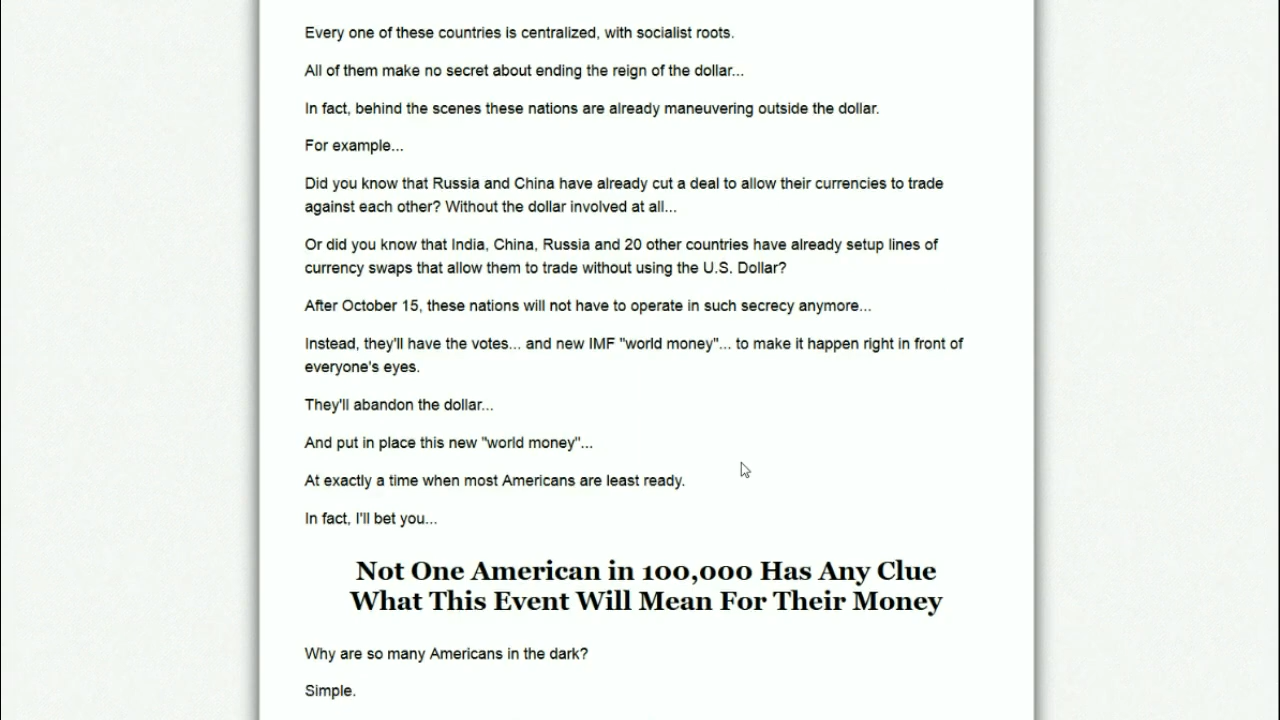 Every one of these countries is centralized, with socialist roots.
All of them make no secret about ending the reign of the dollar...
In fact, behind the scenes these nations are already maneuvering outside the dollar.
For example...
Did you know that Russia and China have already cut a deal to allow their currencies to trade
against each other? Without the dollar involved at all...
Or did you know that India, China, Russia and 20 other countries have already setup lines of
currency swaps that allow them to trade without using the U.S. Dollar?
After October 15, these nations will not have to operate in such secrecy anymore...
Instead, they'll have the votes... and new IMF "world money"... to make it happen right in front of
everyone's eyes.
They'll abandon the dollar...
And put in place this new "world money"...
At exactly a time when most Americans are least ready.
In fact, I'll bet you...
Not One American in 100,000 Has Any Clue
What This Event Will Mean For Their Money
Why are so many Americans in the dark?
Simple.